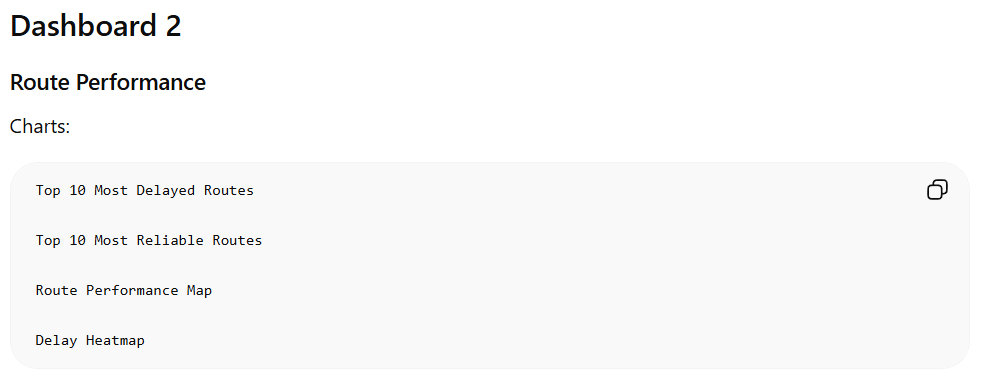 Dashboard 2
Route Performance
Charts:
Top 10 Most Delayed Routes
Top 10 Most Reliable Routes
Route Performance Map
Delay Heatmap